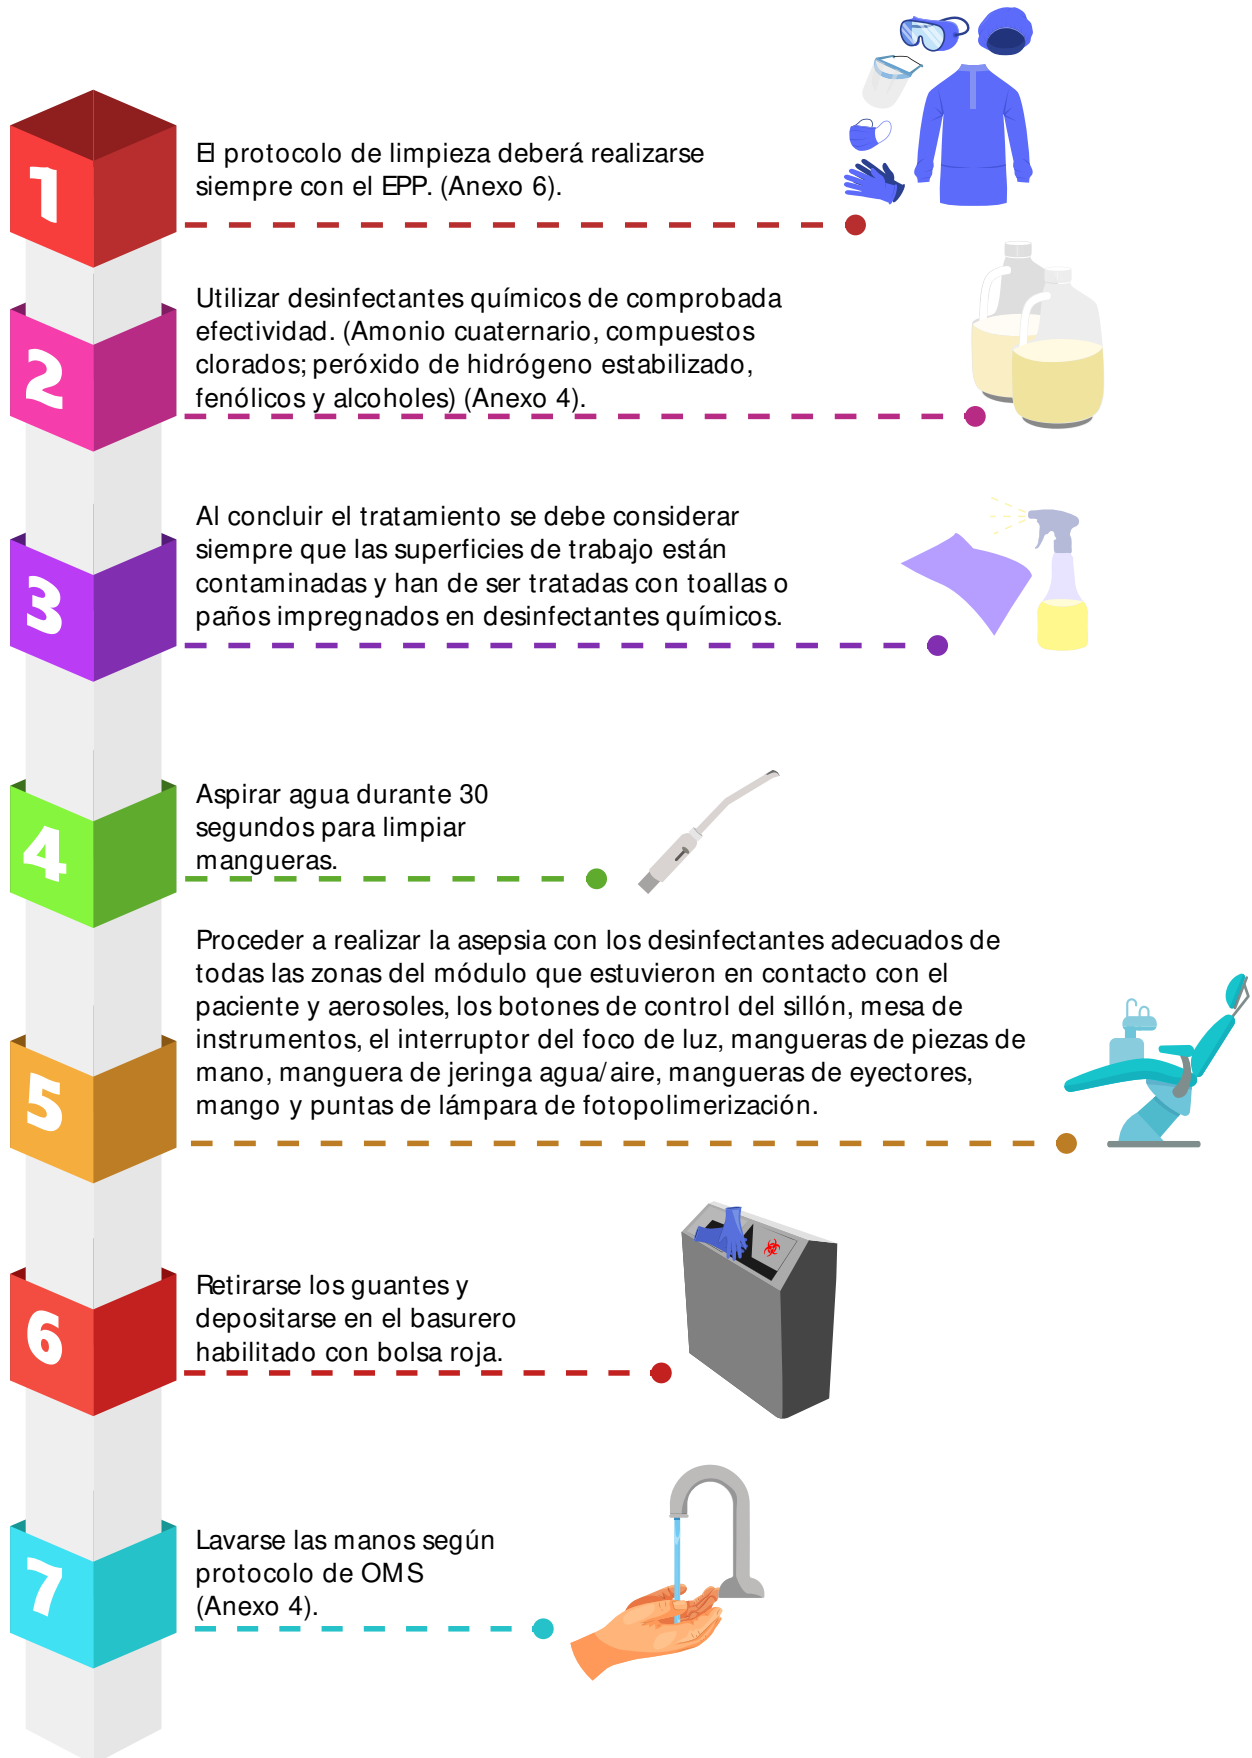 1
El protocolo de limpieza deberá realizarse
siempre con el EPP. (Anexo 6).
2
Utilizar desinfectantes químicos de comprobada
efectividad. (Amonio cuaternario, compuestos
clorados; peróxido de hidrógeno estabilizado,
fenólicos y alcoholes) (Anexo 4).
3
Al concluir el tratamiento se debe considerar
siempre que las superficies de trabajo están
contaminadas y han de ser tratadas con toallas o
paños impregnados en desinfectantes químicos.
4
Aspirar agua durante 30
segundos para limpiar
mangueras.
5
Proceder a realizar la asepsia con los desinfectantes adecuados de
todas las zonas del módulo que estuvieron en contacto con el
paciente y aerosoles, los botones de control del sillón, mesa de
instrumentos, el interruptor del foco de luz, mangueras de piezas de
mano, manguera de jeringa agua/aire, mangueras de eyectores,
mango y puntas de lámpara de fotopolimerización.
6
Retirarse los guantes y
depositarse en el basurero
habilitado con bolsa roja.
7
Lavarse las manos según
protocolo de OMS
(Anexo 4).